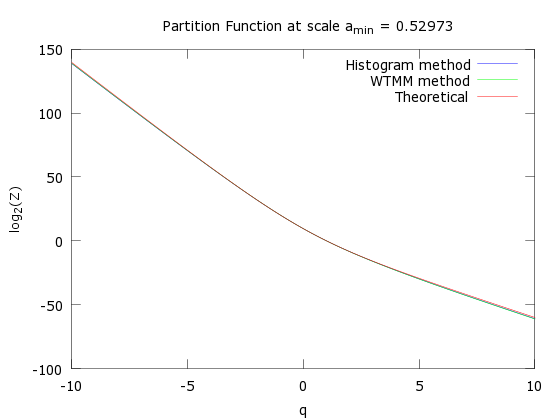 Partition Function at scale a_min = 0.52973
Histogram method
WTMM method
Theoretical
150
100
50
0
-50
-100
log_2(Z)
-10
-5
0
5
10
q